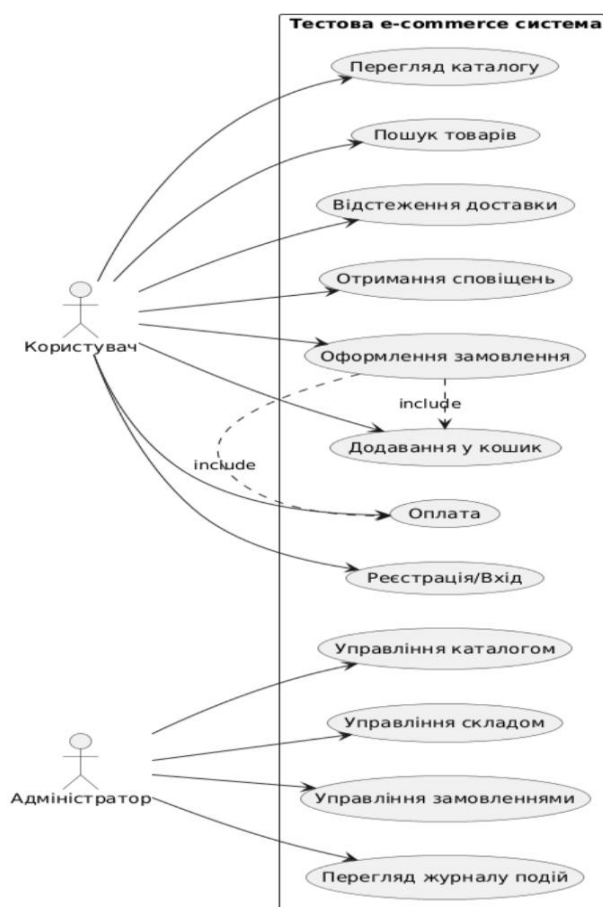 Тестова e-commerce система
Перегляд каталогу
Пошук товарів
Відстеження доставки
Отримання сповіщень
Користувач
Оформлення замовлення
include
Додавання у кошик
include
Оплата
Реєстрація/Вхід
Управління каталогом
Управління складом
Адміністратор
Управління замовленнями
Перегляд журналу подій